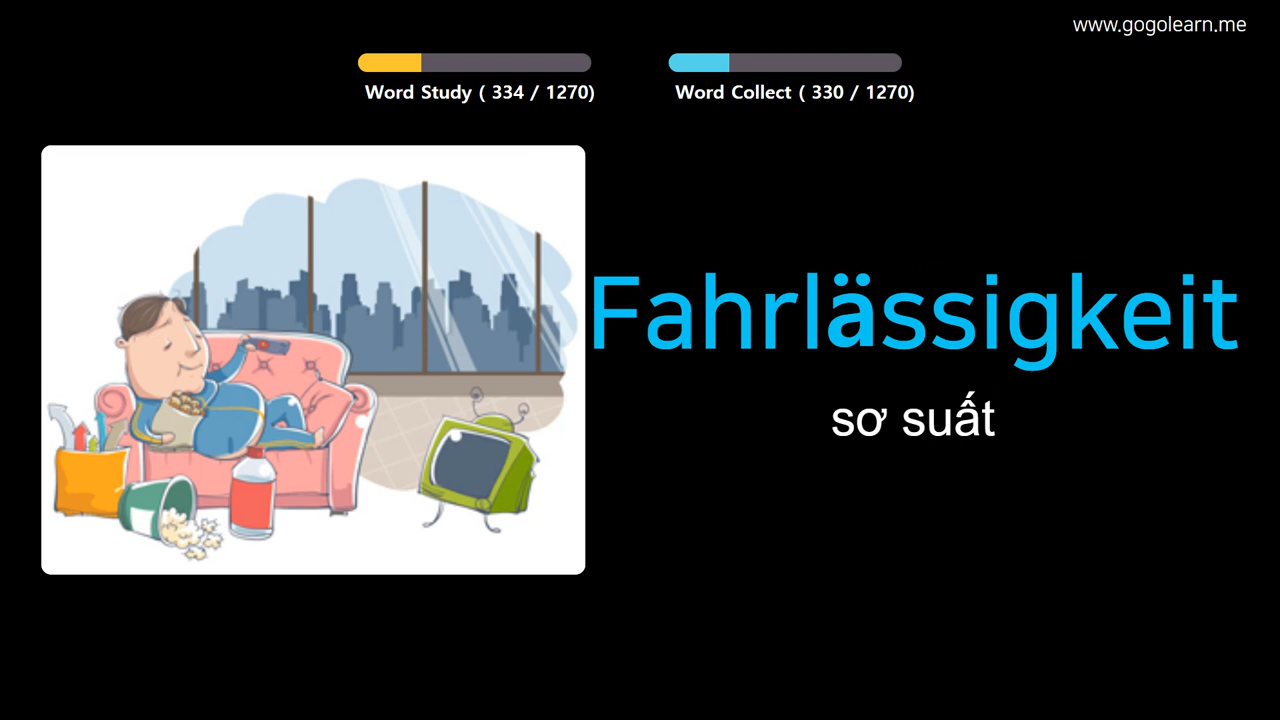 www.gogolearn.me
Word Study ( 334 / 1270)
Word Collect ( 330 / 1270)
Fahrlässigkeit
sơ suất